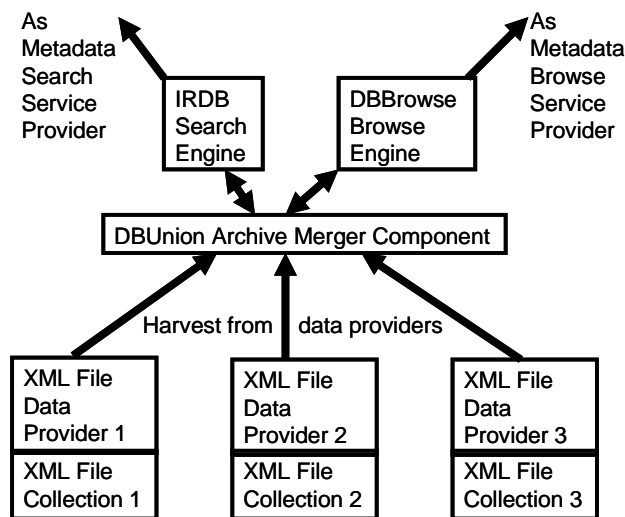 As
Metadata
Search
Service
Provider
IRDB
Search
Engine
DBBrowse
Browse
Engine
As
Metadata
Browse
Service
Provider
DBUnion Archive Merger Component
Harvest from data providers
XML File
Data
Provider 1
XML File
Collection 1
XML File
Data
Provider 2
XML File
Collection 2
XML File
Data
Provider 3
XML File
Collection 3